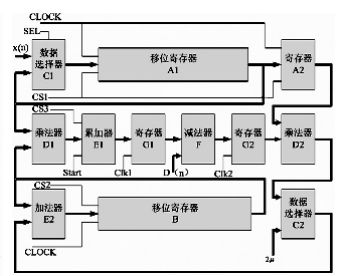 CLOCK
SEL
x(n)
数据
选择器
C1
移位寄存器
A1
寄存器
A2
CS1
CS3
乘法器
D1
累加器
E1
寄存器
G1
减法器
F
寄存器
G2
乘法器
D2
Start
Clk1
D（n）
Clk2
CS2
加法器
E2
移位寄存器
B
数据
选择器
C2
CLOCK
2μ